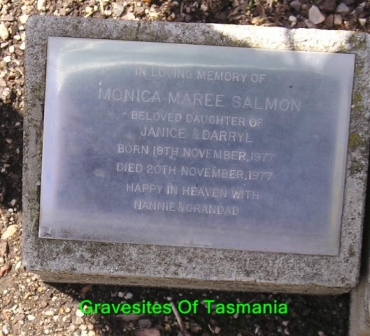 IN LOVING MEMORY OF
MONICA MAREE SALMON
BELOVED DAUGHTER OF
JANICE & DARRYL
BORN 19TH NOVEMBER, 1977
DIED 20TH NOVEMBER, 1977
HAPPY IN HEAVEN WITH
NANNIE & GRANDAD
Gravesites Of Tasmania